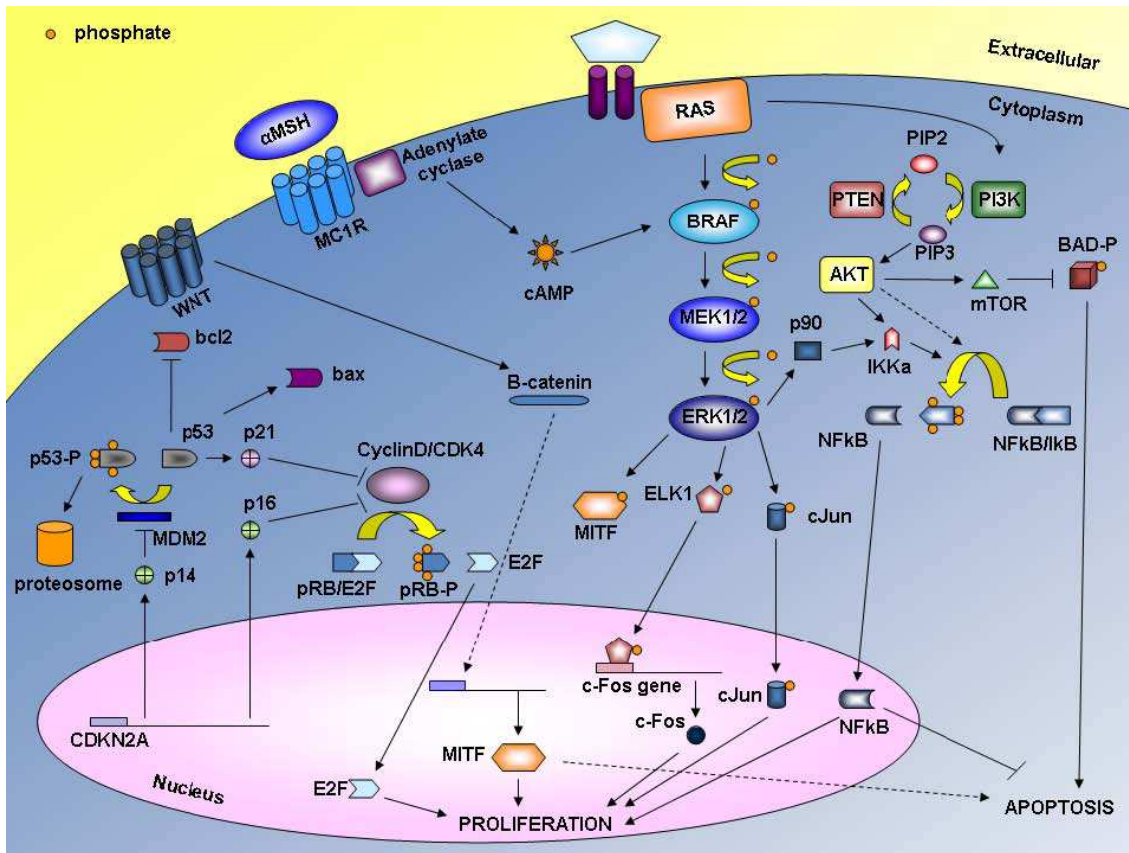 phosphate
Extracellular
Cytoplasm
RAS
αMSH
Adenylate
cyclase
MC1R
PIP2
PTEN
PI3K
PIP3
BRAF
BAD-P
WNT
cAMP
AKT
mTOR
MEK1/2
p90
IKKa
bcl2
bax
B-catenin
ERK1/2
NFkB
NFkB/IkB
p53
p21
p53-P
CyclinD/CDK4
MDM2
p16
MITF
ELK1
cJun
proteosome
p14
pRB/E2F
pRB-P
E2F
c-Fos gene
cJun
c-Fos
NFkB
CDKN2A
MITF
Nucleus
E2F
PROLIFERATION
APOPTOSIS